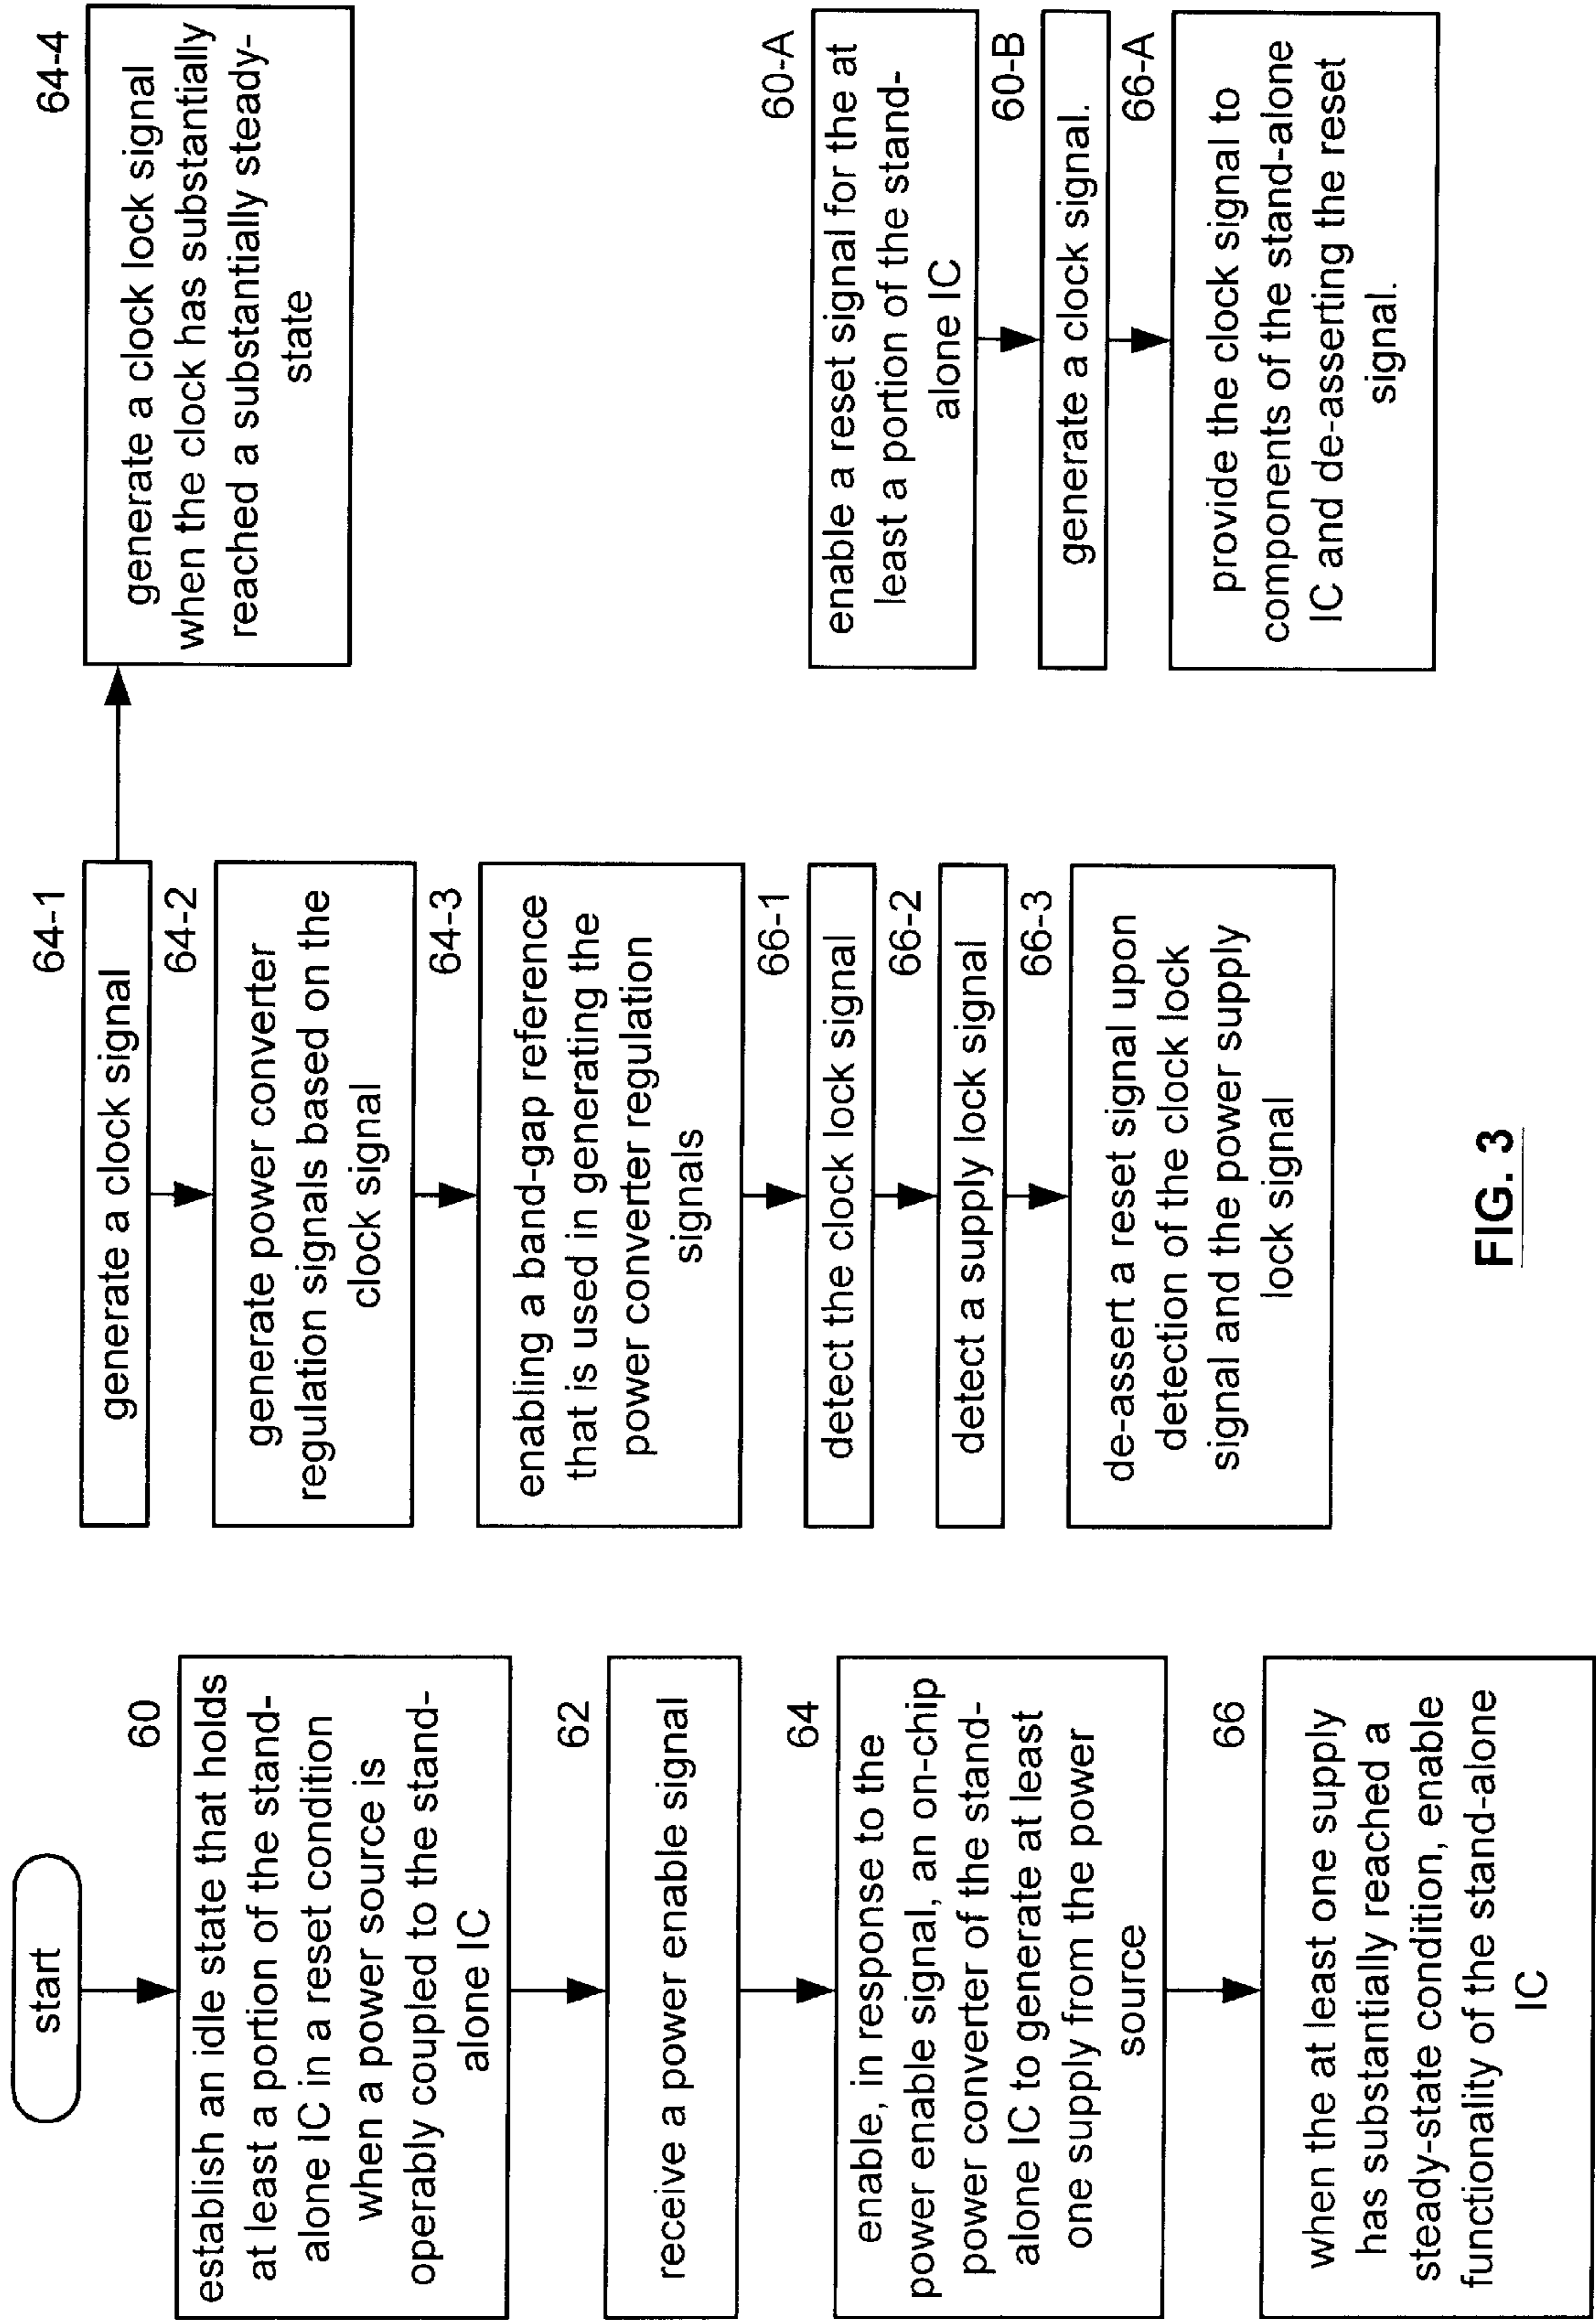 start
60
establish an idle state that holds
at least a portion of the stand-
alone IC in a reset condition
when a power source is
operably coupled to the stand-
alone IC
62
receive a power enable signal
64
enable, in response to the
power enable signal, an on-chip
power converter of the stand-
alone IC to generate at least
one supply from the power
source
66
when the at least one supply
has substantially reached a
steady-state condition, enable
functionality of the stand-alone
IC
64-1
generate a clock signal
64-2
generate power converter
regulation signals based on the
clock signal
64-3
enabling a band-gap reference
that is used in generating the
power converter regulation
signals
66-1
detect the clock lock signal
66-2
detect a supply lock signal
66-3
de-assert a reset signal upon
detection of the clock lock
signal and the power supply
lock signal
64-4
generate a clock lock signal
when the clock has substantially
reached a substantially steady-
state
60-A
enable a reset signal for the at
least a portion of the stand-
alone IC
60-B
generate a clock signal.
66-A
provide the clock signal to
components of the stand-alone
IC and de-asserting the reset
signal.
FIG. 3